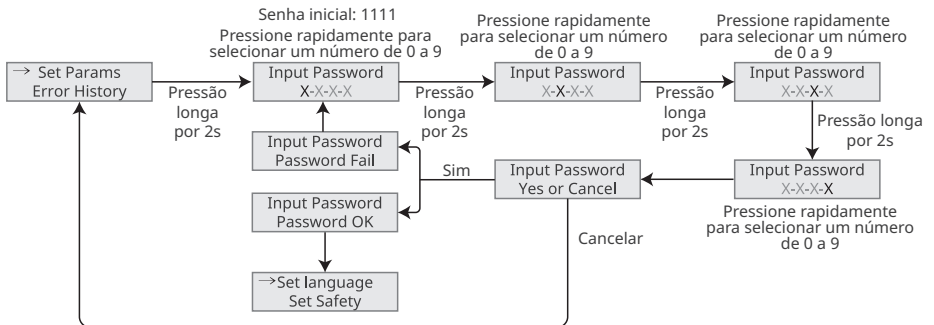 Senha inicial: 1111
Pressione rapidamente para
selecionar um número de 0 a 9
Pressione rapidamente
para selecionar um número
de 0 a 9
Pressione rapidamente
para selecionar um número
de 0 a 9
→ Set Params
Error History
Pressão
longa
por 2s
Input Password
X-X-X-X
Pressão
longa
por 2s
Input Password
X-X-X-X
Pressão
longa
por 2s
Input Password
X-X-X-X
Pressão longa
por 2s
Input Password
Password Fail
Sim
Input Password
Yes or Cancel
Input Password
X-X-X-X
Pressione rapidamente
para selecionar um número
de 0 a 9
Input Password
Password OK
Cancelar
→Set language
Set Safety